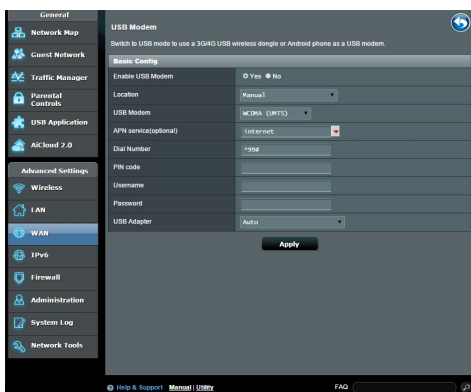 General
Network Map
Guest Network
Traffic Manager
Parental
Controls
USB Application
AiCloud 2.0
Advanced Settings
Wireless
LAN
WAN
IPv6
Firewall
Administration
System Log
Network Tools
USB Modem
Switch to USB mode to use a 3G/4G USB wireless dongle or Android phone as a USB modem.
Basic Config
Enable USB Modem Yes No
Location Manual
USB Modem WCDMA (UMTS)
APN service(optional) internet
Dial Number *99#
PIN code
Username
Password
USB Adapter Auto
Apply
Help & Support Manual | Utility FAQ